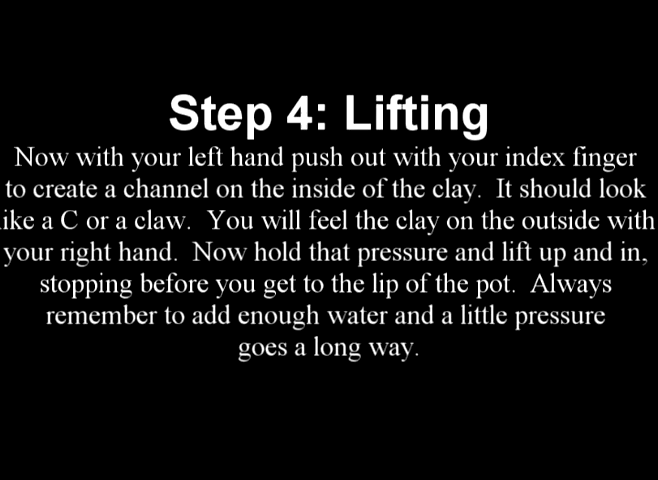 Step 4: Lifting
Now with your left hand push out with your index finger
to create a channel on the inside of the clay.  It should look
ike a C or a claw.  You will feel the clay on the outside with
your right hand.  Now hold that pressure and lift up and in,
stopping before you get to the lip of the pot.  Always
remember to add enough water and a little pressure
goes a long way.